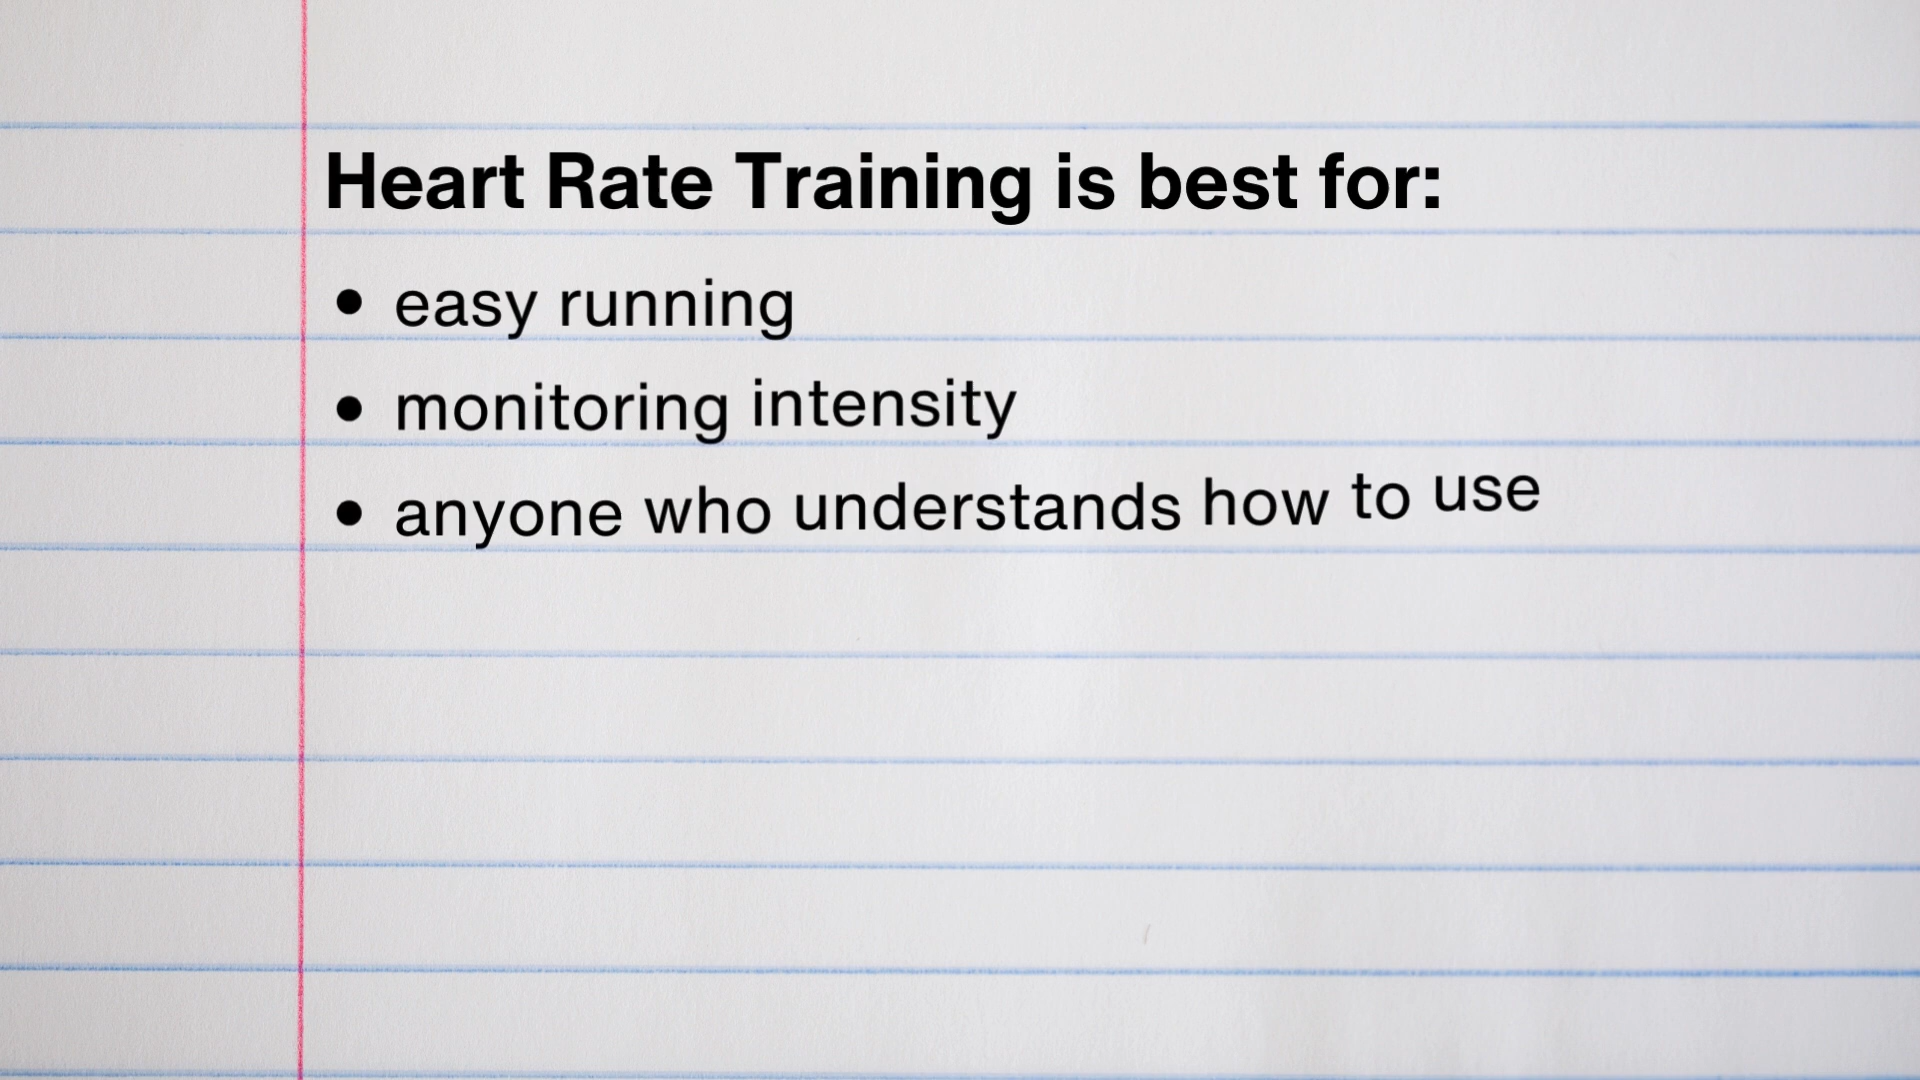 Heart Rate Training is best for:
• easy running
• monitoring intensity
• anyone who understands how to use